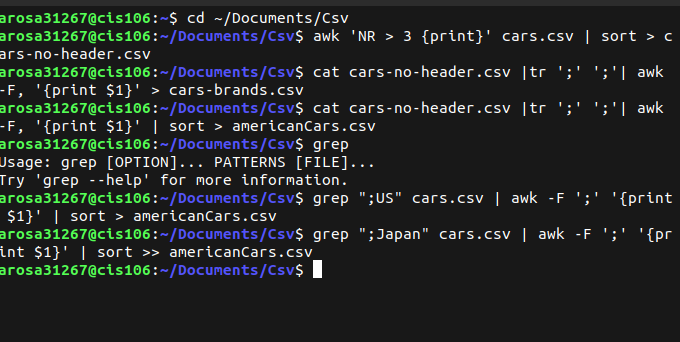 arosa31267@cis106:~$ cd ~/Documents/Csv
arosa31267@cis106:~/Documents/Csv$ awk 'NR > 3 {print}' cars.csv | sort > c
ars-no-header.csv
arosa31267@cis106:~/Documents/Csv$ cat cars-no-header.csv |tr ';' ';'| awk
-F, '{print $1}' > cars-brands.csv
arosa31267@cis106:~/Documents/Csv$ cat cars-no-header.csv |tr ';' ';'| awk
-F, '{print $1}' | sort > americanCars.csv
arosa31267@cis106:~/Documents/Csv$ grep
Usage: grep [OPTION]... PATTERNS [FILE]...
Try 'grep --help' for more information.
arosa31267@cis106:~/Documents/Csv$ grep ";US" cars.csv | awk -F ';' '{print
 $1}' | sort > americanCars.csv
arosa31267@cis106:~/Documents/Csv$ grep ";Japan" cars.csv | awk -F ';' '{pr
int $1}' | sort >> americanCars.csv
arosa31267@cis106:~/Documents/Csv$